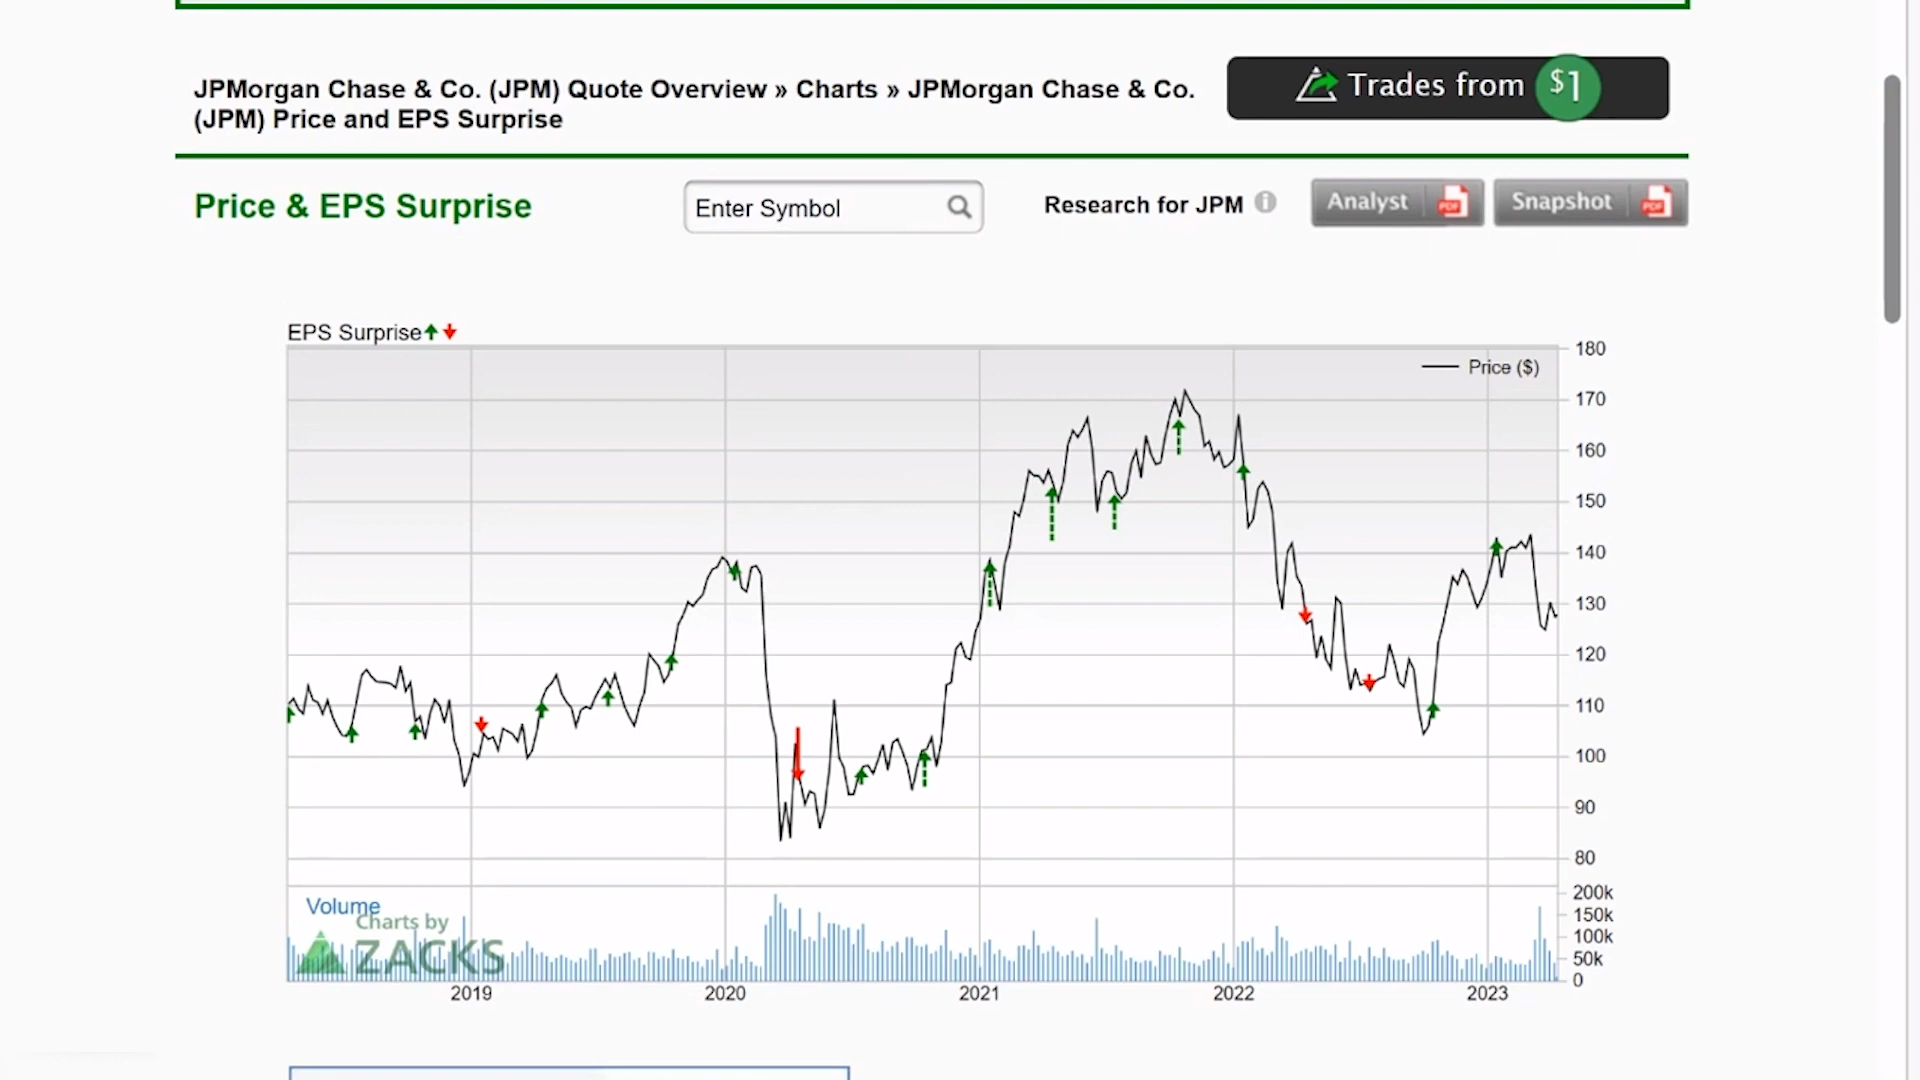 JPMorgan Chase & Co. (JPM) Quote Overview » Charts » JPMorgan Chase & Co.
(JPM) Price and EPS Surprise
Trades from $1
Price & EPS Surprise
Enter Symbol
Research for JPM
Analyst
PDF
Snapshot
PDF
EPS Surprise
Price ($)
180
170
160
150
140
130
120
110
100
90
80
Volume
200k
150k
100k
50k
0
Charts by
ZACKS
2019
2020
2021
2022
2023